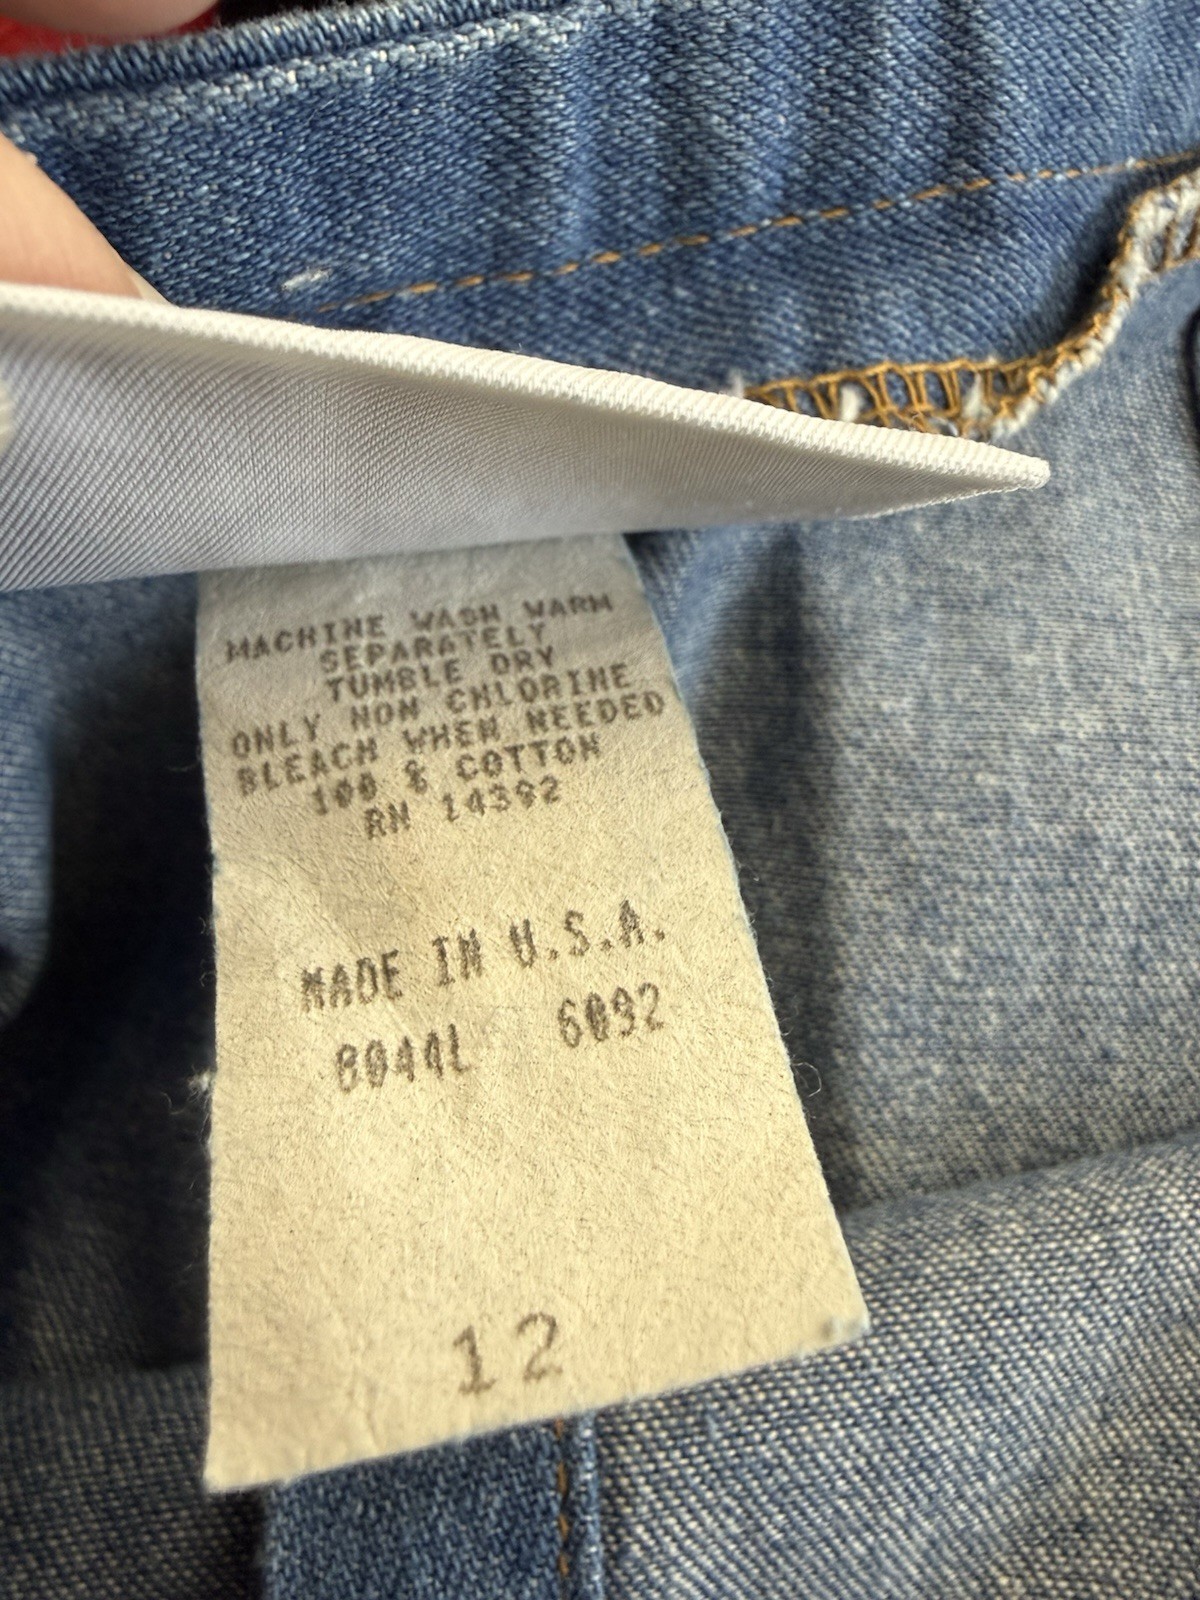 MACHINE WASH WARM
SEPARATELY
TUMBLE DRY
ONLY NON CHLORINE
BLEACH WHEN NEEDED
100 % COTTON
RN 14392
MADE IN U.S.A.
8044L 6092
12